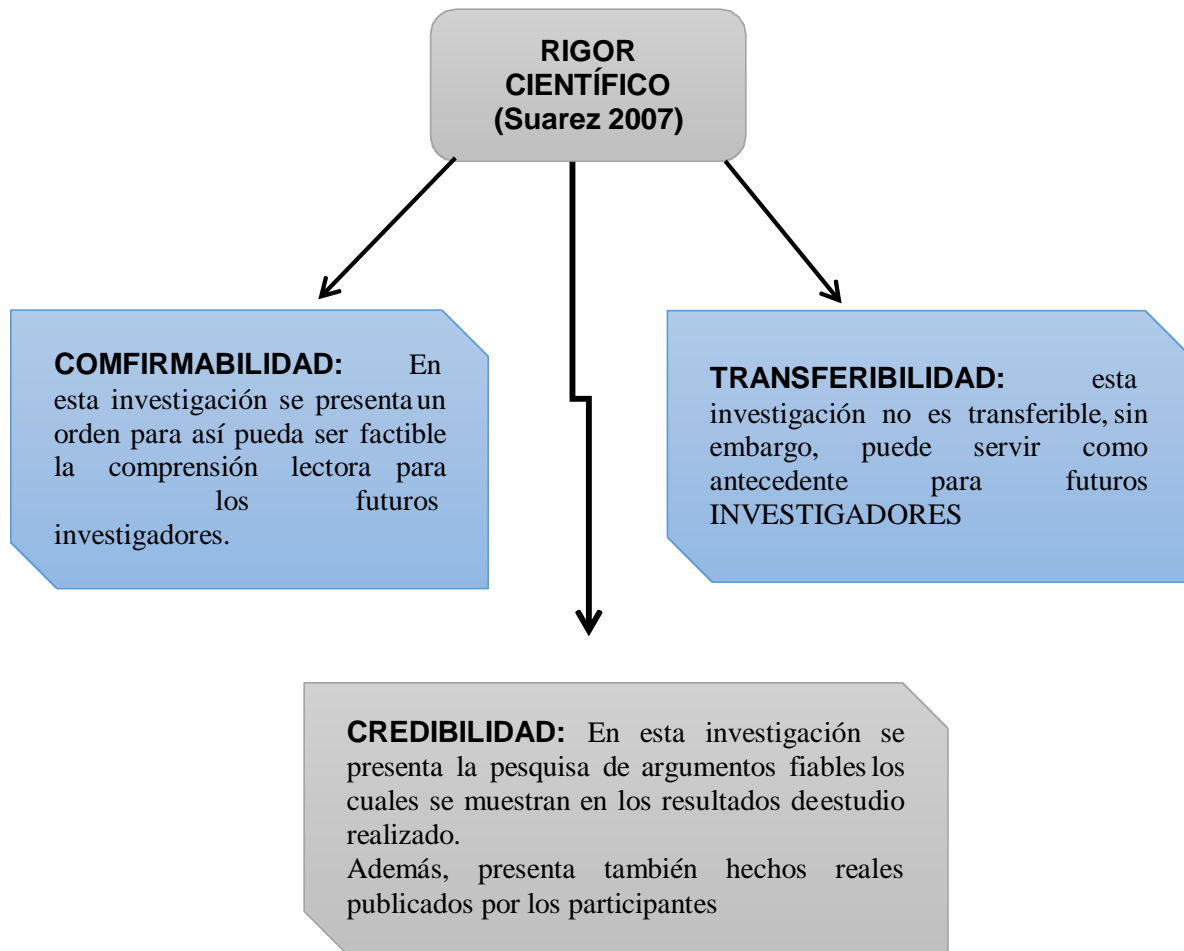 RIGOR
CIENTÍFICO
(Suarez 2007)
COMFIRMABILIDAD: En
esta investigación se presenta un
orden para así pueda ser factible
la comprensión lectora para
los futuros
investigadores.
TRANSFERIBILIDAD: esta
investigación no es transferible, sin
embargo, puede servir como
antecedente para futuros
INVESTIGADORES
CREDIBILIDAD: En esta investigación se
presenta la pesquisa de argumentos fiables los
cuales se muestran en los resultados deestudio
realizado.
Además, presenta también hechos reales
publicados por los participantes